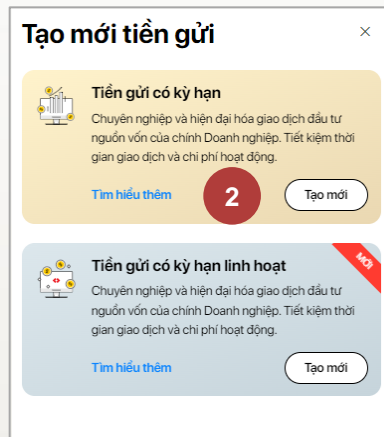 Tạo mới tiền gửi
Tiền gửi có kỳ hạn
Chuyên nghiệp và hiện đại hóa giao dịch đầu tư
nguồn vốn của chính Doanh nghiệp. Tiết kiệm thời
gian giao dịch và chi phí hoạt động.
Tìm hiểu thêm 2 Tạo mới
MỚI
Tiền gửi có kỳ hạn linh hoạt
Chuyên nghiệp và hiện đại hóa giao dịch đầu tư
nguồn vốn của chính Doanh nghiệp. Tiết kiệm thời
gian giao dịch và chi phí hoạt động.
Tìm hiểu thêm Tạo mới